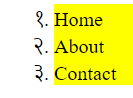 १. Home
२. About
३. Contact